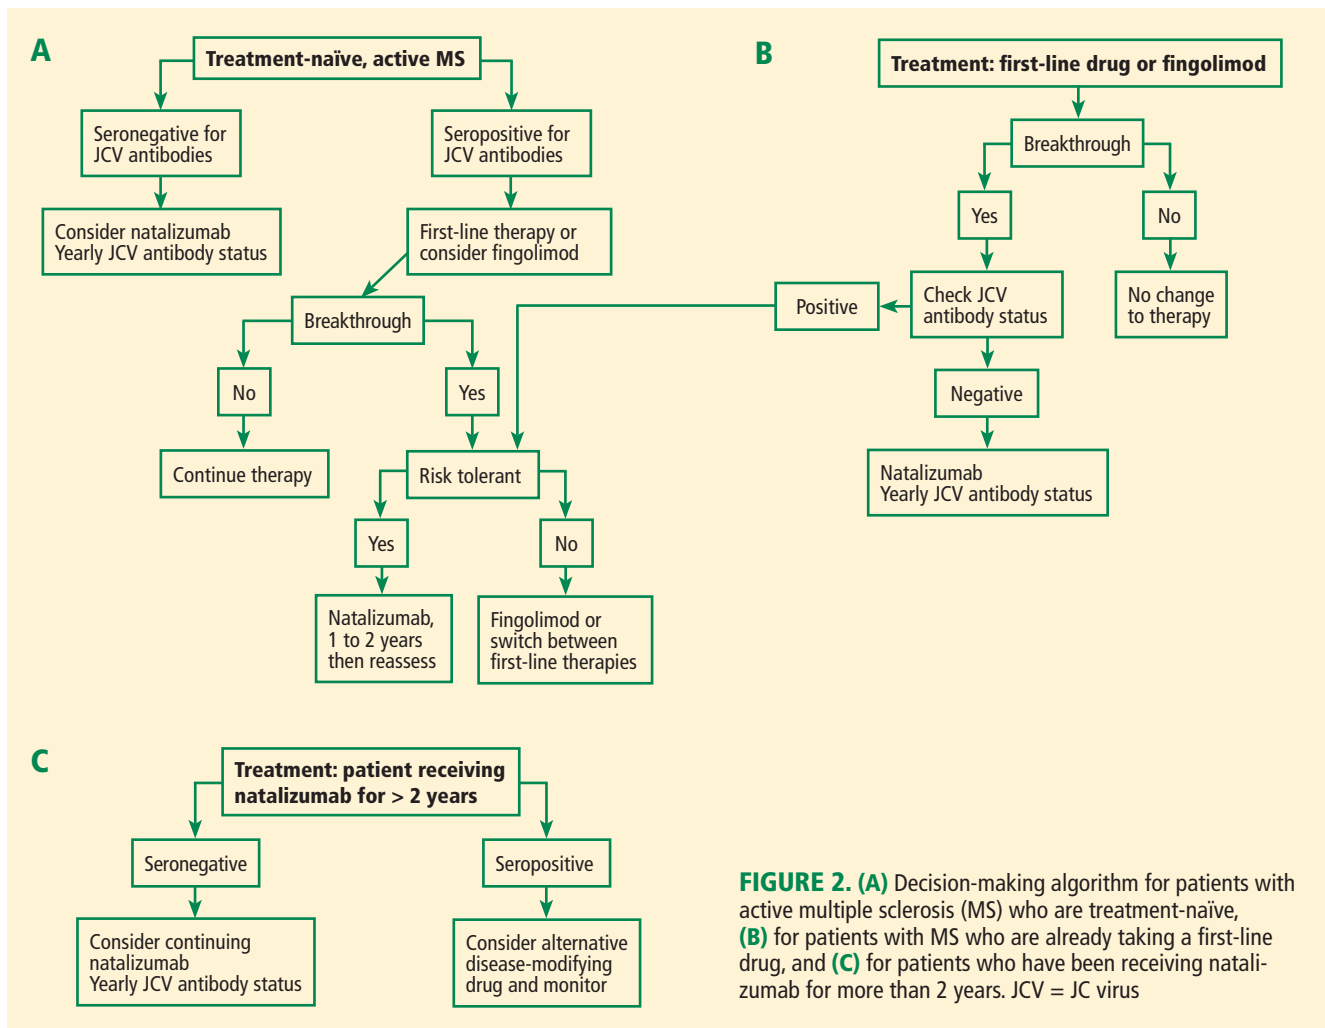 A
Treatment-naïve, active MS
Seronegative for
JCV antibodies
Seropositive for
JCV antibodies
Consider natalizumab
Yearly JCV antibody status
First-line therapy or
consider fingolimod
Breakthrough
No
Yes
Continue therapy
Risk tolerant
Yes
No
Natalizumab,
1 to 2 years
then reassess
Fingolimod or
switch between
first-line therapies
B
Treatment: first-line drug or fingolimod
Breakthrough
Yes
No
Positive
Check JCV
antibody status
No change
to therapy
Negative
Natalizumab
Yearly JCV antibody status
C
Treatment: patient receiving
natalizumab for > 2 years
Seronegative
Seropositive
Consider continuing
natalizumab
Yearly JCV antibody status
Consider alternative
disease-modifying
drug and monitor
FIGURE 2. (A) Decision-making algorithm for patients with
active multiple sclerosis (MS) who are treatment-naïve,
(B) for patients with MS who are already taking a first-line
drug, and (C) for patients who have been receiving natali-
zumab for more than 2 years. JCV = JC virus